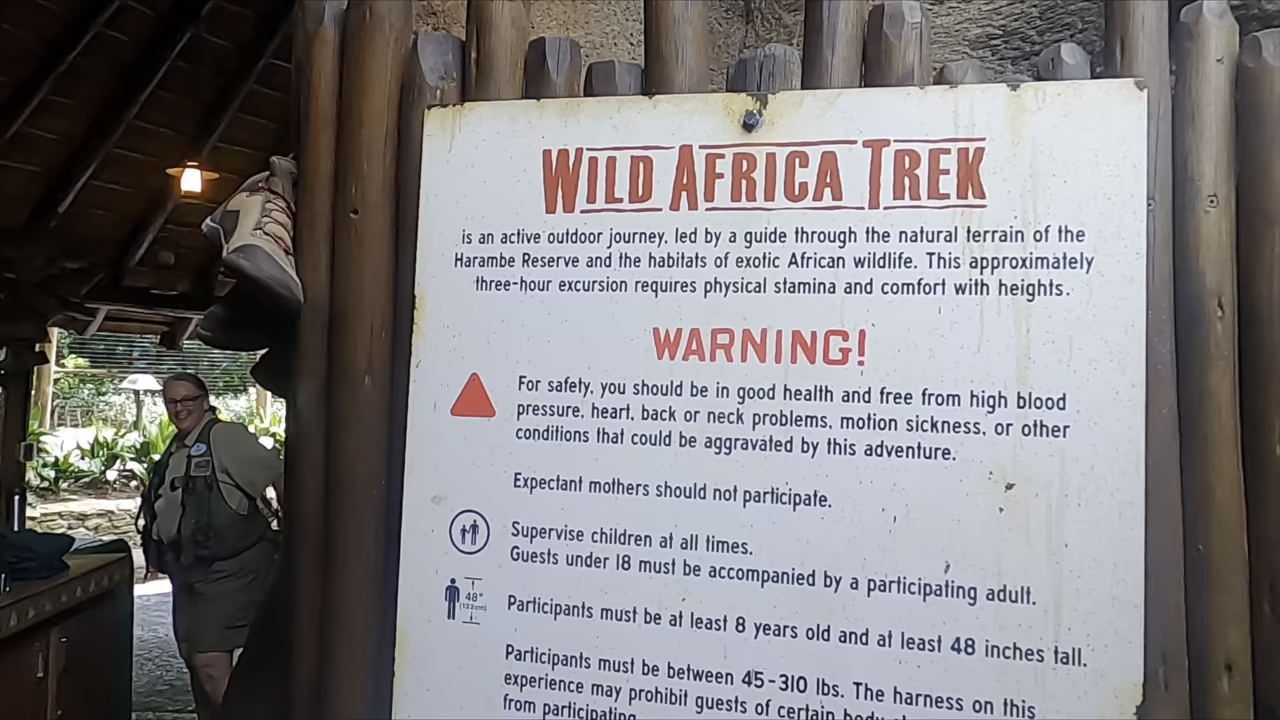 WILD AFRICA TREK
is an active outdoor journey, led by a guide through the natural terrain of the
Harambe Reserve and the habitats of exotic African wildlife. This approximately
three-hour excursion requires physical stamina and comfort with heights.
WARNING!
For safety, you should be in good health and free from high blood
pressure, heart, back or neck problems, motion sickness, or other
conditions that could be aggravated by this adventure.
Expectant mothers should not participate.
Supervise children at all times.
Guests under 18 must be accompanied by a participating adult.
48"
(122cm)
Participants must be at least 8 years old and at least 48 inches tall.
Participants must be between 45-310 lbs. The harness on this
experience may prohibit guests of certain body
from participating